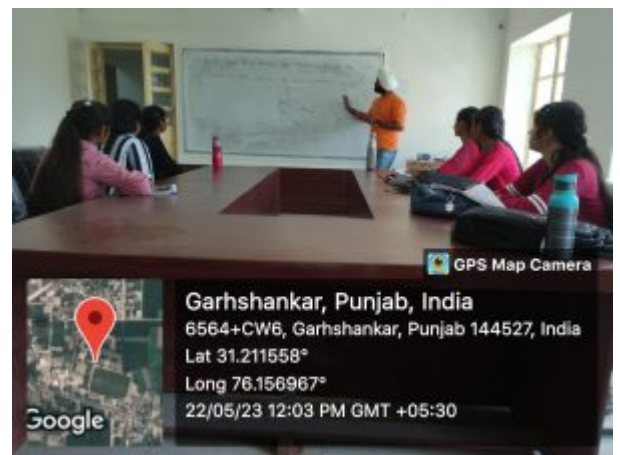 GPS Map Camera
Garhshankar, Punjab, India
6564+CW6, Garhshankar, Punjab 144527, India
Lat 31.211558°
Long 76.156967°
22/05/23 12:03 PM GMT +05:30
Google